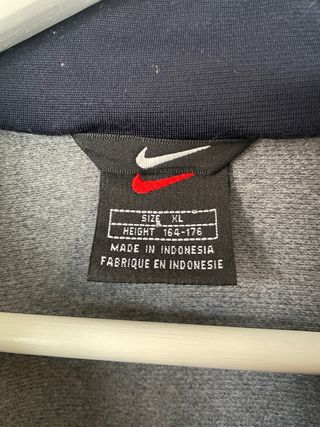 SIZE XL
HEIGHT 164-176
MADE IN INDONESIA
FABRIQUE EN INDONESIE